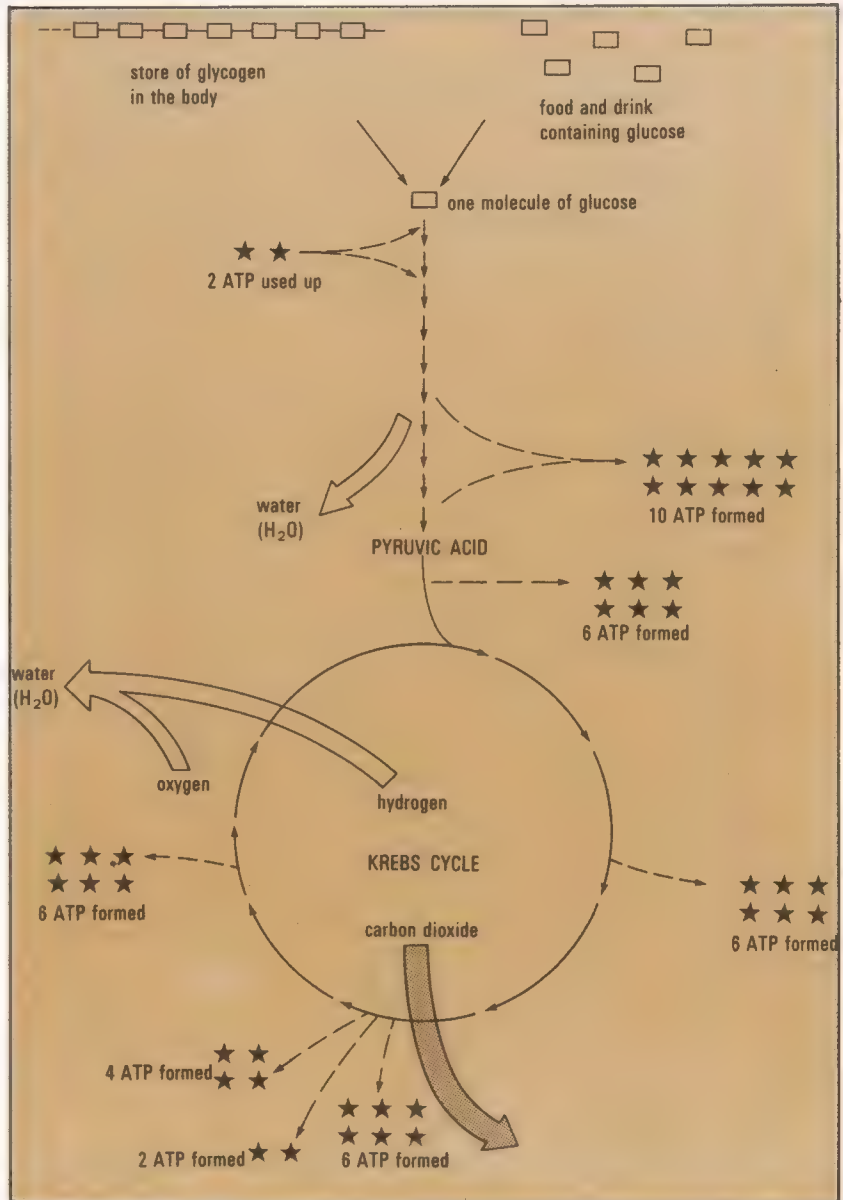 store of glycogen
in the body
food and drink
containing glucose
one molecule of glucose
2 ATP used up
water
(H₂O)
10 ATP formed
PYRUVIC ACID
6 ATP formed
water
(H₂O)
oxygen
hydrogen
KREBS CYCLE
6 ATP formed
carbon dioxide
6 ATP formed
4 ATP formed
2 ATP formed
6 ATP formed